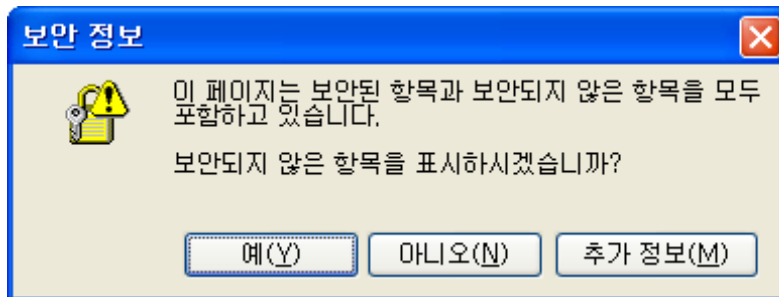 보안 정보
이 페이지는 보안된 항목과 보안되지 않은 항목을 모두
포함하고 있습니다.
보안되지 않은 항목을 표시하시겠습니까?
예(Y) 아니오(N) 추가 정보(M)